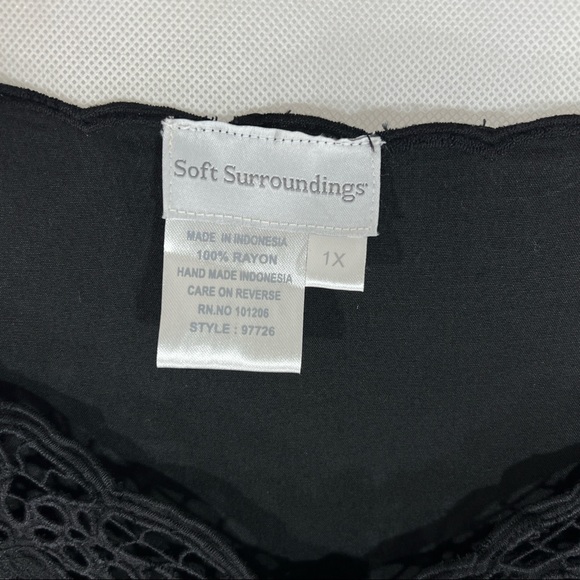 Soft Surroundings®
MADE IN INDONESIA
100% RAYON
HAND MADE INDONESIA
CARE ON REVERSE
RN.NO 101206
STYLE : 97726
1X